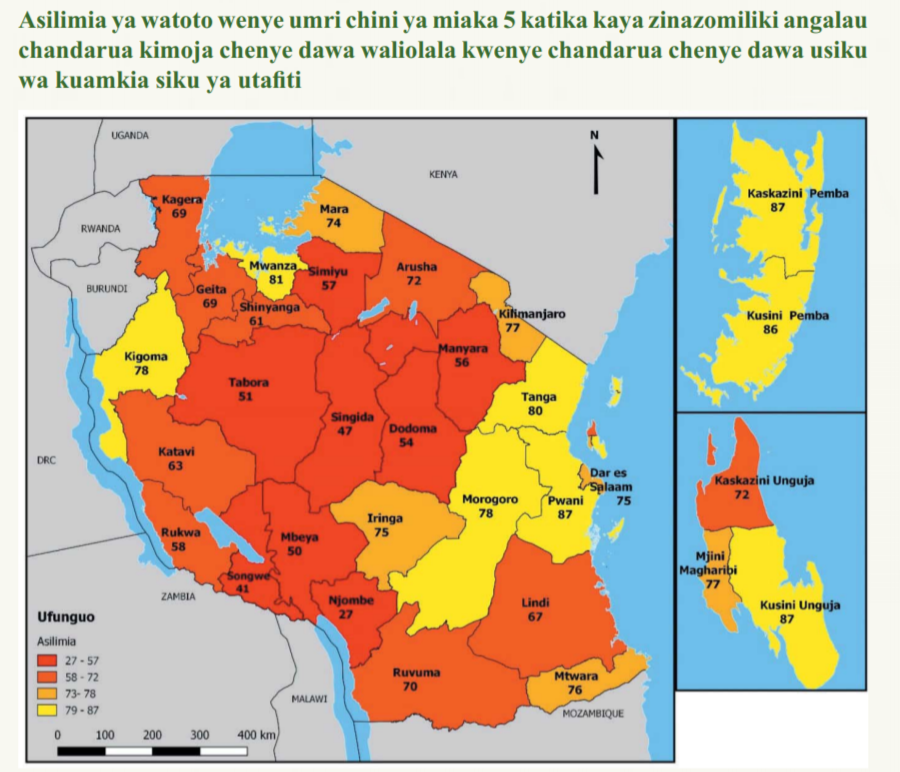 Asilimia ya watoto wenye umri chini ya miaka 5 katika kaya zinazomiliki angalau
chandarua kimoja chenye dawa waliolala kwenye chandarua chenye dawa usiku
wa kuamkia siku ya utafiti
UGANDA
N
KENYA
RWANDA
BURUNDI
DRC
ZAMBIA
MALAWI
MOZAMBIQUE
Kagera
69
Mara
74
Mwanza
81
Simiyu
57
Arusha
72
Geita
69
Shinyanga
61
Kilimanjaro
77
Kigoma
78
Manyara
56
Tabora
51
Tanga
80
Singida
47
Dodoma
54
Katavi
63
Dar es
Salaam
75
Morogoro
78
Pwani
87
Iringa
75
Rukwa
58
Mbeya
50
Songwe
41
Njombe
27
Lindi
67
Ruvuma
70
Mtwara
76
Kaskazini Pemba
87
Kusini Pemba
86
Kaskazini Unguja
72
Mjini
Magharibi
77
Kusini Unguja
87
Ufunguo
Asilimia
27 - 57
58 - 72
73- 78
79 - 87
0 100 200 300 400 km